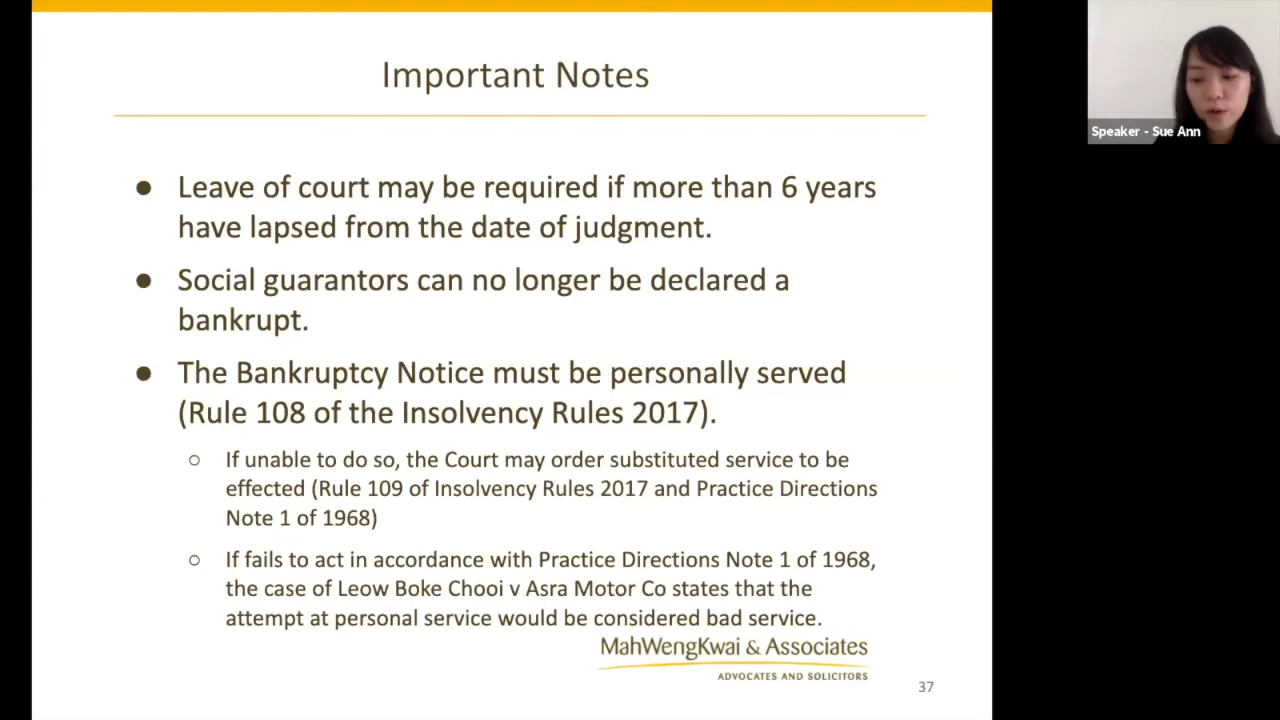 Important Notes
● Leave of court may be required if more than 6 years
have lapsed from the date of judgment.
● Social guarantors can no longer be declared a
bankrupt.
● The Bankruptcy Notice must be personally served
(Rule 108 of the Insolvency Rules 2017).
○ If unable to do so, the Court may order substituted service to be
effected (Rule 109 of Insolvency Rules 2017 and Practice Directions
Note 1 of 1968)
○ If fails to act in accordance with Practice Directions Note 1 of 1968,
the case of Leow Boke Chooi v Asra Motor Co states that the
attempt at personal service would be considered bad service.
MahWengKwai & Associates
ADVOCATES AND SOLICITORS
37
Speaker - Sue Ann